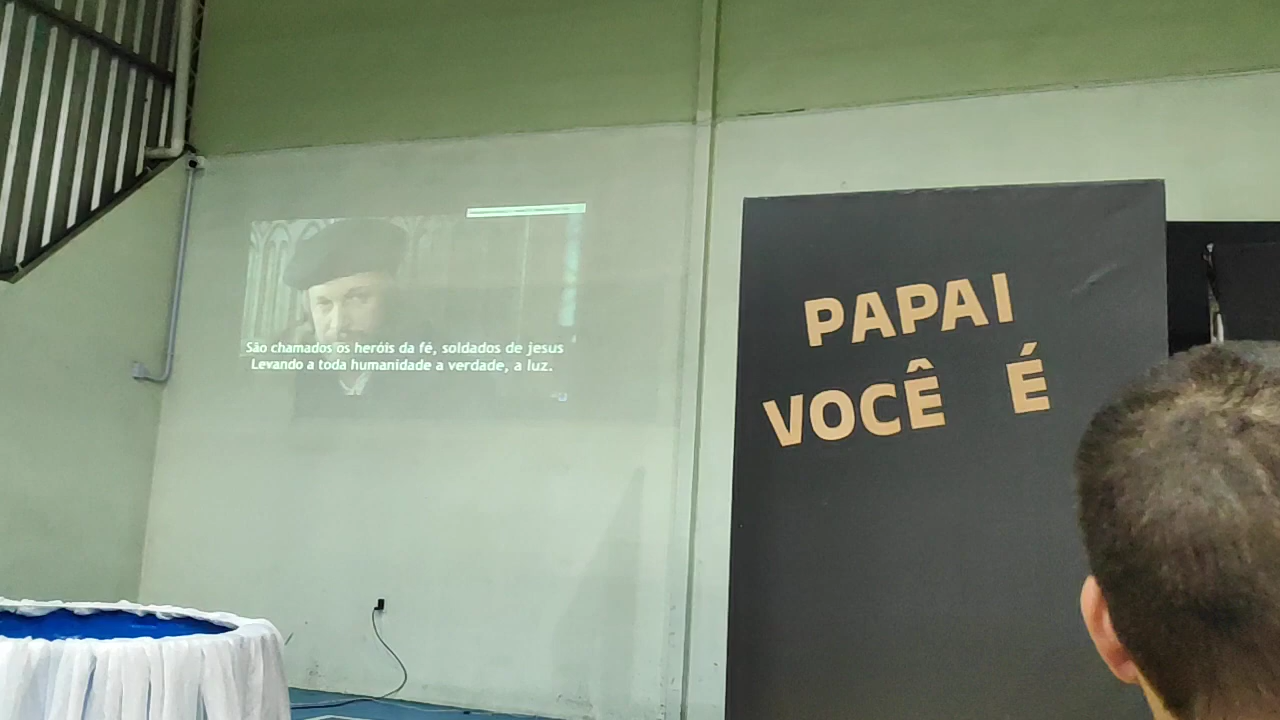 São chamados os heróis da fé, soldados de jesus
Levando a toda humanidade a verdade, a luz.
PAPAI
VOCÊ É